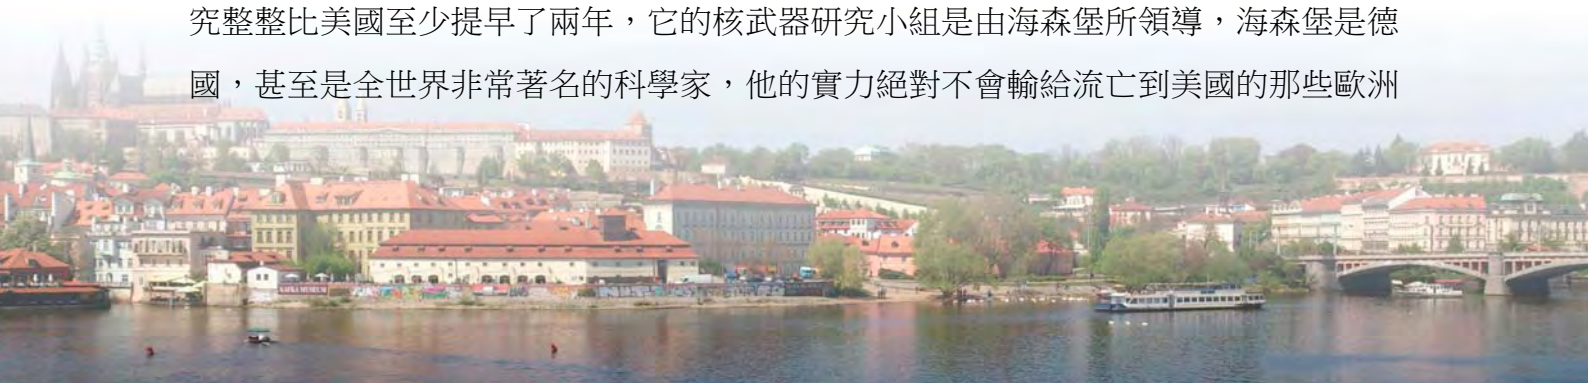 究整整比美國至少提早了兩年，它的核武器研究小組是由海森堡所領導，海森堡是德
國，甚至是全世界非常著名的科學家，他的實力絕對不會輸給流亡到美國的那些歐洲
KAFKA MUSEUM